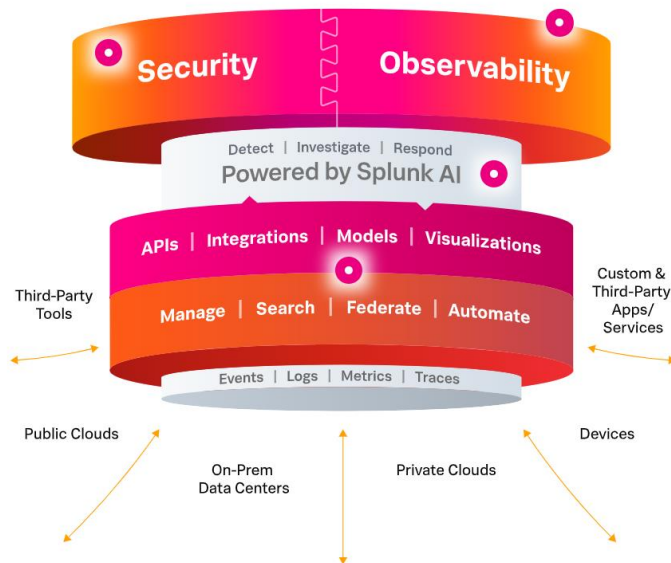 Security
Observability
Detect | Investigate | Respond
Powered by Splunk AI
APIs | Integrations | Models | Visualizations
Manage | Search | Federate | Automate
Events | Logs | Metrics | Traces
Third-Party
Tools
Custom &
Third-Party
Apps/
Services
Public Clouds
On-Prem
Data Centers
Private Clouds
Devices